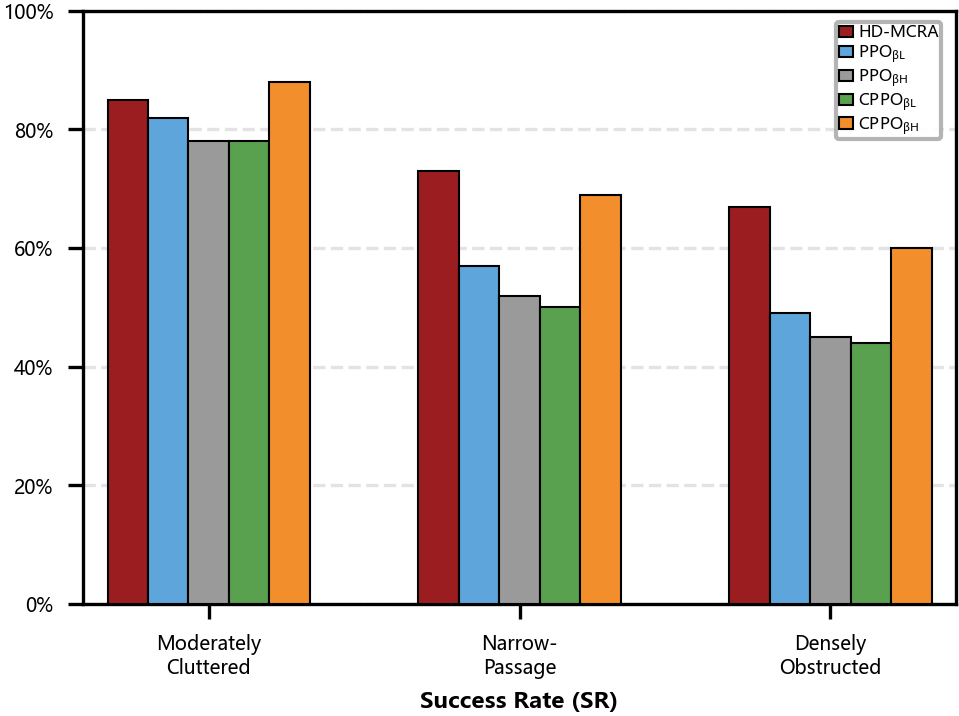 100%
80%
60%
40%
20%
0%
HD-MCRA
PPOβL
PPOβH
CPPOβL
CPPOβH
Moderately
Cluttered
Narrow-
Passage
Densely
Obstructed
Success Rate (SR)